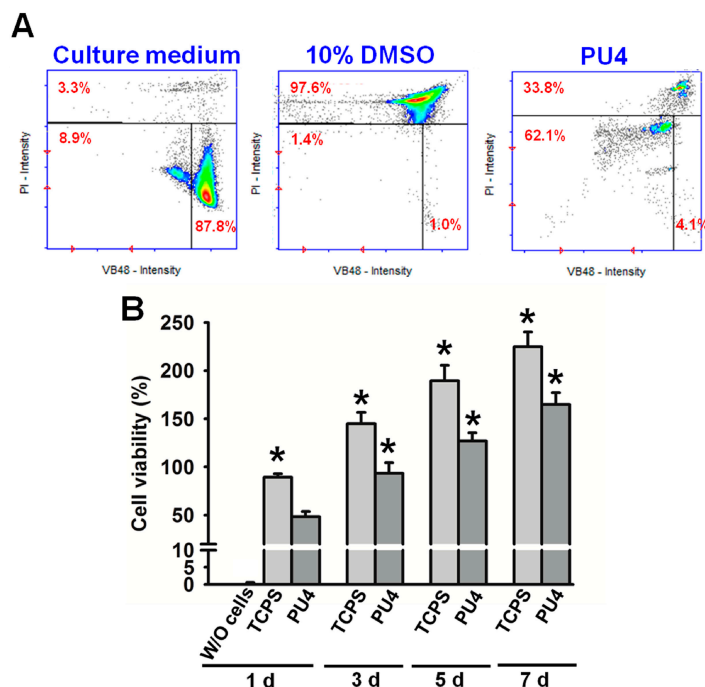 A
Culture medium
10% DMSO
PU4
3.3%
8.9%
87.8%
PI - Intensity
VB48 - Intensity
97.6%
1.4%
1.0%
PI - Intensity
VB48 - Intensity
33.8%
62.1%
4.1%
PI - Intensity
VB48 - Intensity
B
Cell viability (%)
250
200
150
100
50
10
5
0
*
*
*
*
*
*
*
W/O cells
TCPS
PU4
TCPS
PU4
TCPS
PU4
TCPS
PU4
1 d
3 d
5 d
7 d